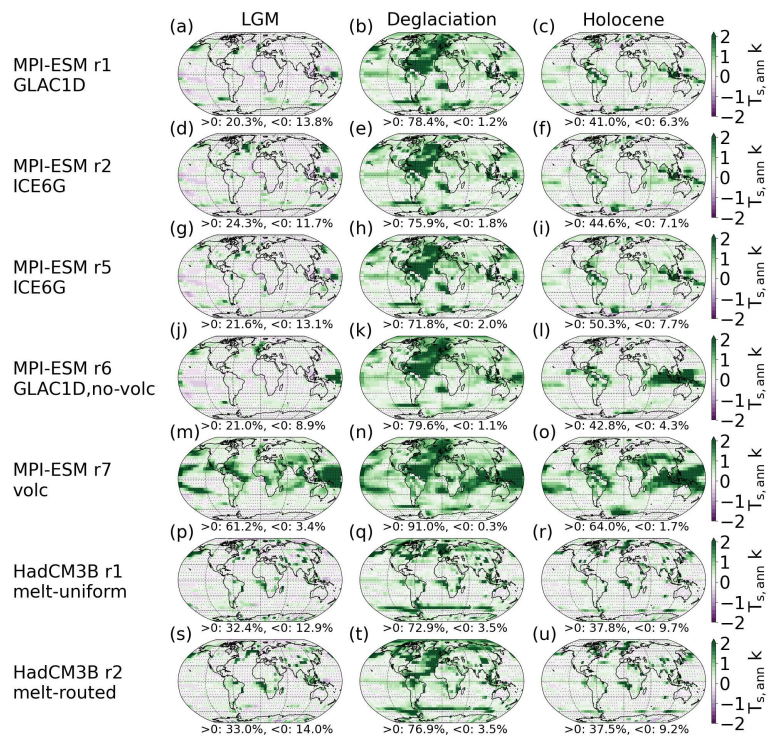 LGM Deglaciation Holocene
(a) (b) (c)
MPI-ESM r1
GLAC1D
>0: 20.3%, <0: 13.8% >0: 78.4%, <0: 1.2% >0: 41.0%, <0: 6.3%
2
1
0
−1
−2
Ts, ann k
(d) (e) (f)
MPI-ESM r2
ICE6G
>0: 24.3%, <0: 11.7% >0: 75.9%, <0: 1.8% >0: 44.6%, <0: 7.1%
2
1
0
−1
−2
Ts, ann k
(g) (h) (i)
MPI-ESM r5
ICE6G
>0: 21.6%, <0: 13.1% >0: 71.8%, <0: 2.0% >0: 50.3%, <0: 7.7%
2
1
0
−1
−2
Ts, ann k
(j) (k) (l)
MPI-ESM r6
GLAC1D,no-volc
>0: 21.0%, <0: 8.9% >0: 79.6%, <0: 1.1% >0: 42.8%, <0: 4.3%
2
1
0
−1
−2
Ts, ann k
(m) (n) (o)
MPI-ESM r7
volc
>0: 61.2%, <0: 3.4% >0: 91.0%, <0: 0.3% >0: 64.0%, <0: 1.7%
2
1
0
−1
−2
Ts, ann k
(p) (q) (r)
HadCM3B r1
melt-uniform
>0: 32.4%, <0: 12.9% >0: 72.9%, <0: 3.5% >0: 37.8%, <0: 9.7%
2
1
0
−1
−2
Ts, ann k
(s) (t) (u)
HadCM3B r2
melt-routed
>0: 33.0%, <0: 14.0% >0: 76.9%, <0: 3.5% >0: 37.5%, <0: 9.2%
2
1
0
−1
−2
Ts, ann k